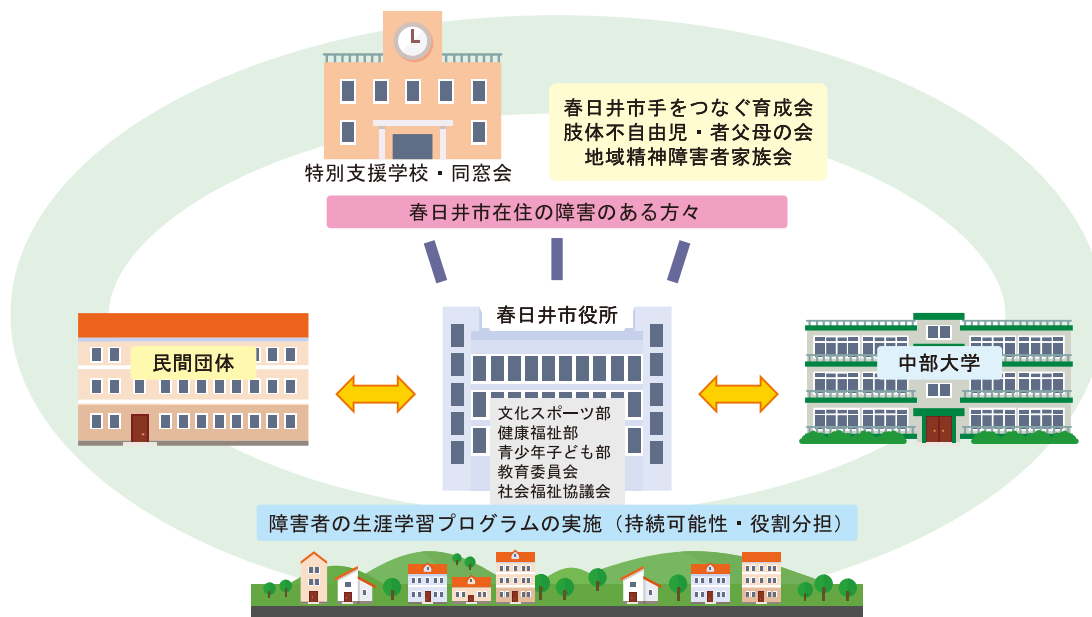 春日井市手をつなぐ育成会
肢体不自由児・者父母の会
地域精神障害者家族会
特別支援学校・同窓会
春日井市在住の障害のある方々
春日井市役所
民間団体
中部大学
文化スポーツ部
健康福祉部
青少年子ども部
教育委員会
社会福祉協議会
障害者の生涯学習プログラムの実施（持続可能性・役割分担）